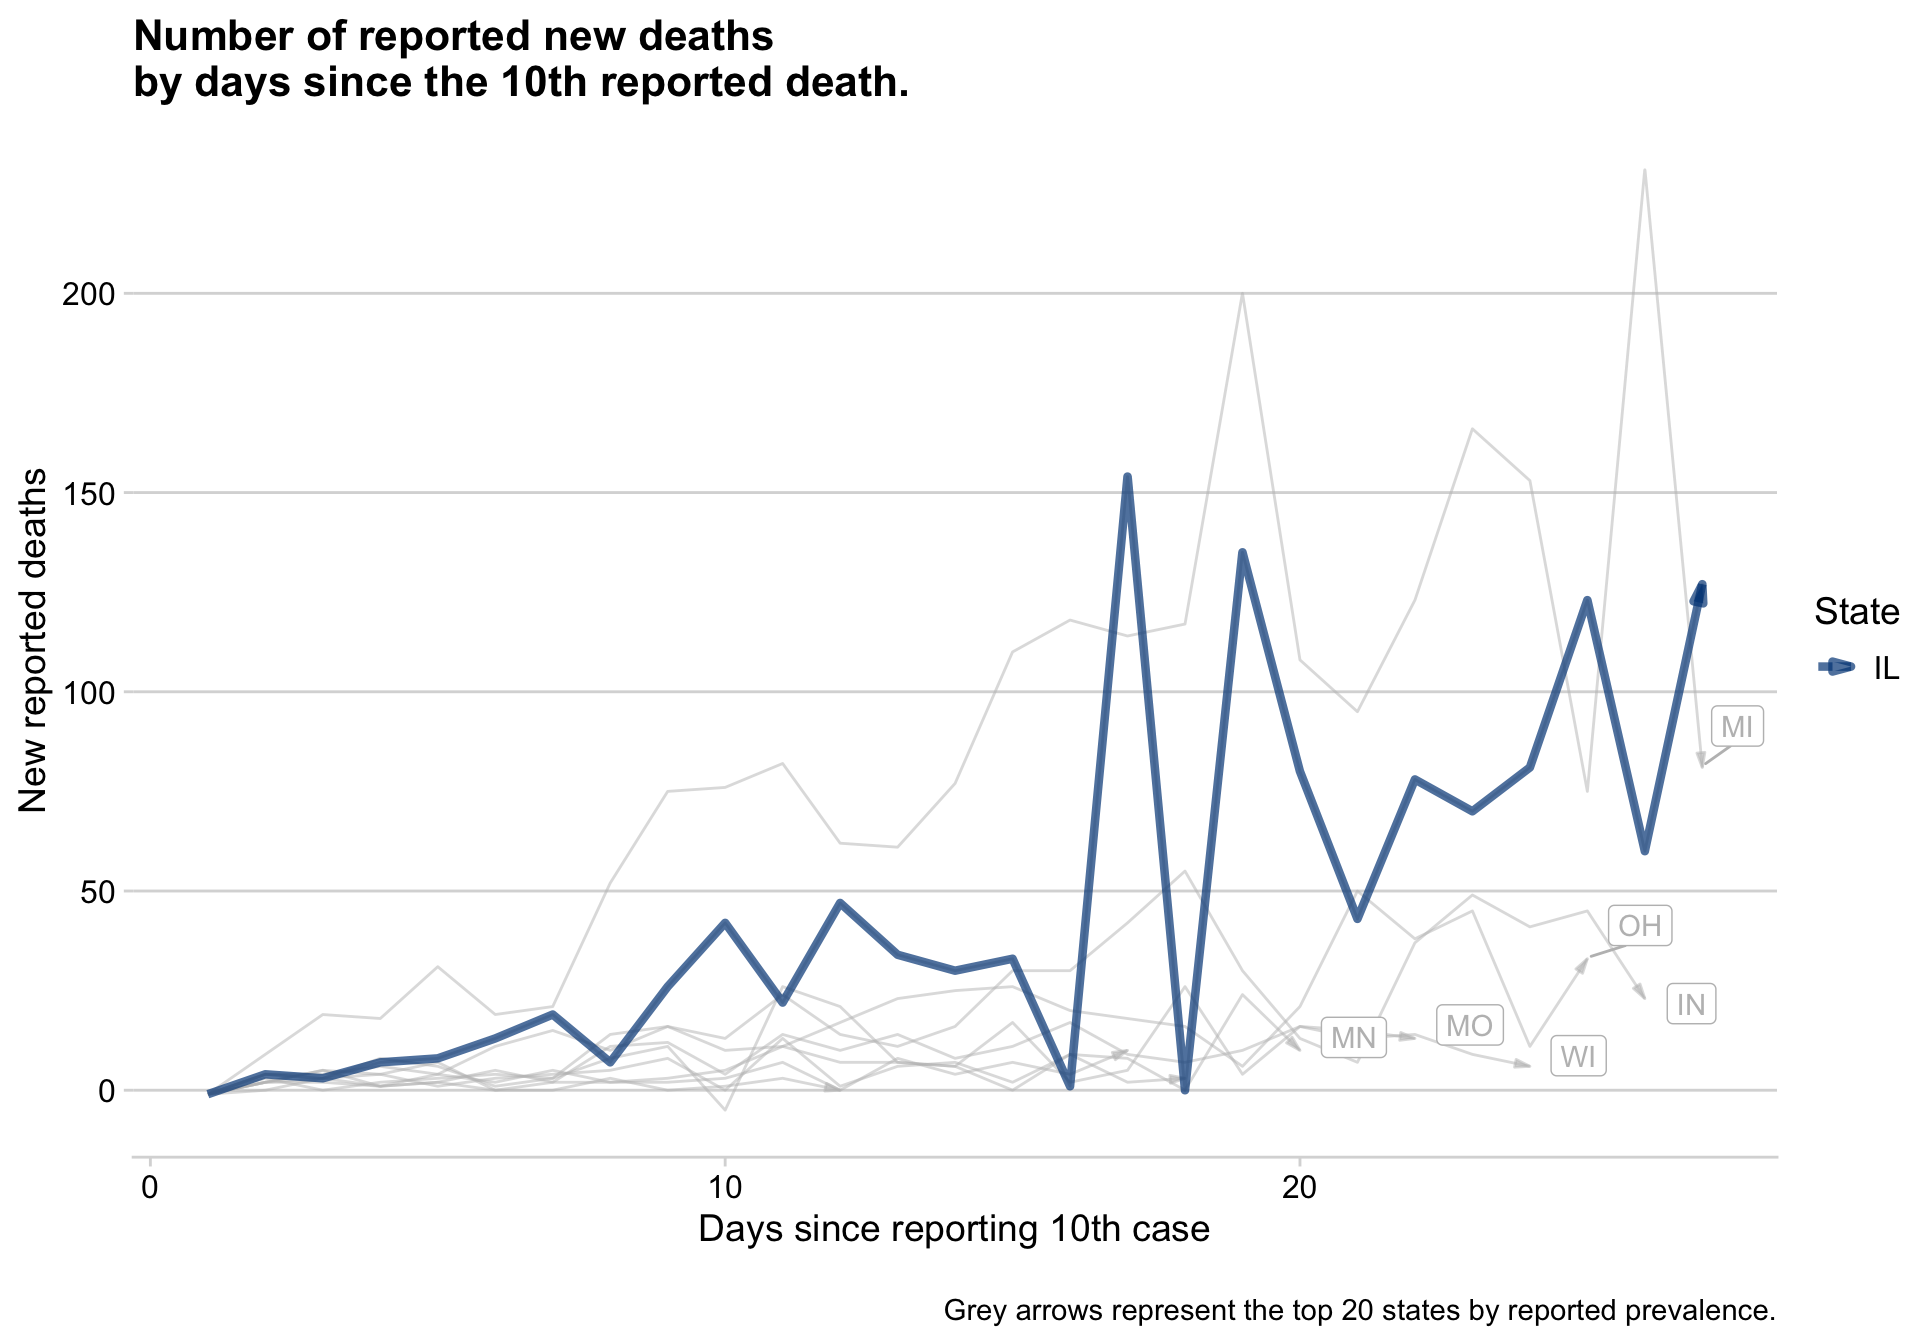 Number of reported new deaths
by days since the 10th reported death.
200
150
100
50
0
New reported deaths
MI
OH
IN
MN
MO
WI
State
IL
0
10
20
Days since reporting 10th case
Grey arrows represent the top 20 states by reported prevalence.